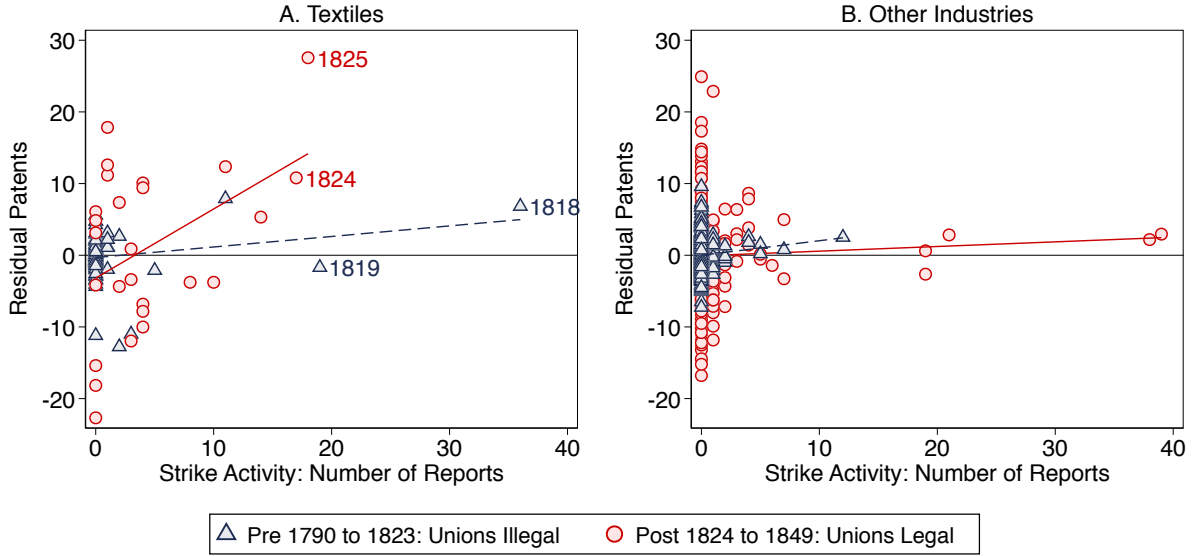 A. Textiles
Residual Patents
30
20
10
0
-10
-20
1825
1824
1818
1819
0 10 20 30 40
Strike Activity: Number of Reports
B. Other Industries
Residual Patents
30
20
10
0
-10
-20
0 10 20 30 40
Strike Activity: Number of Reports
Pre 1790 to 1823: Unions Illegal Post 1824 to 1849: Unions Legal